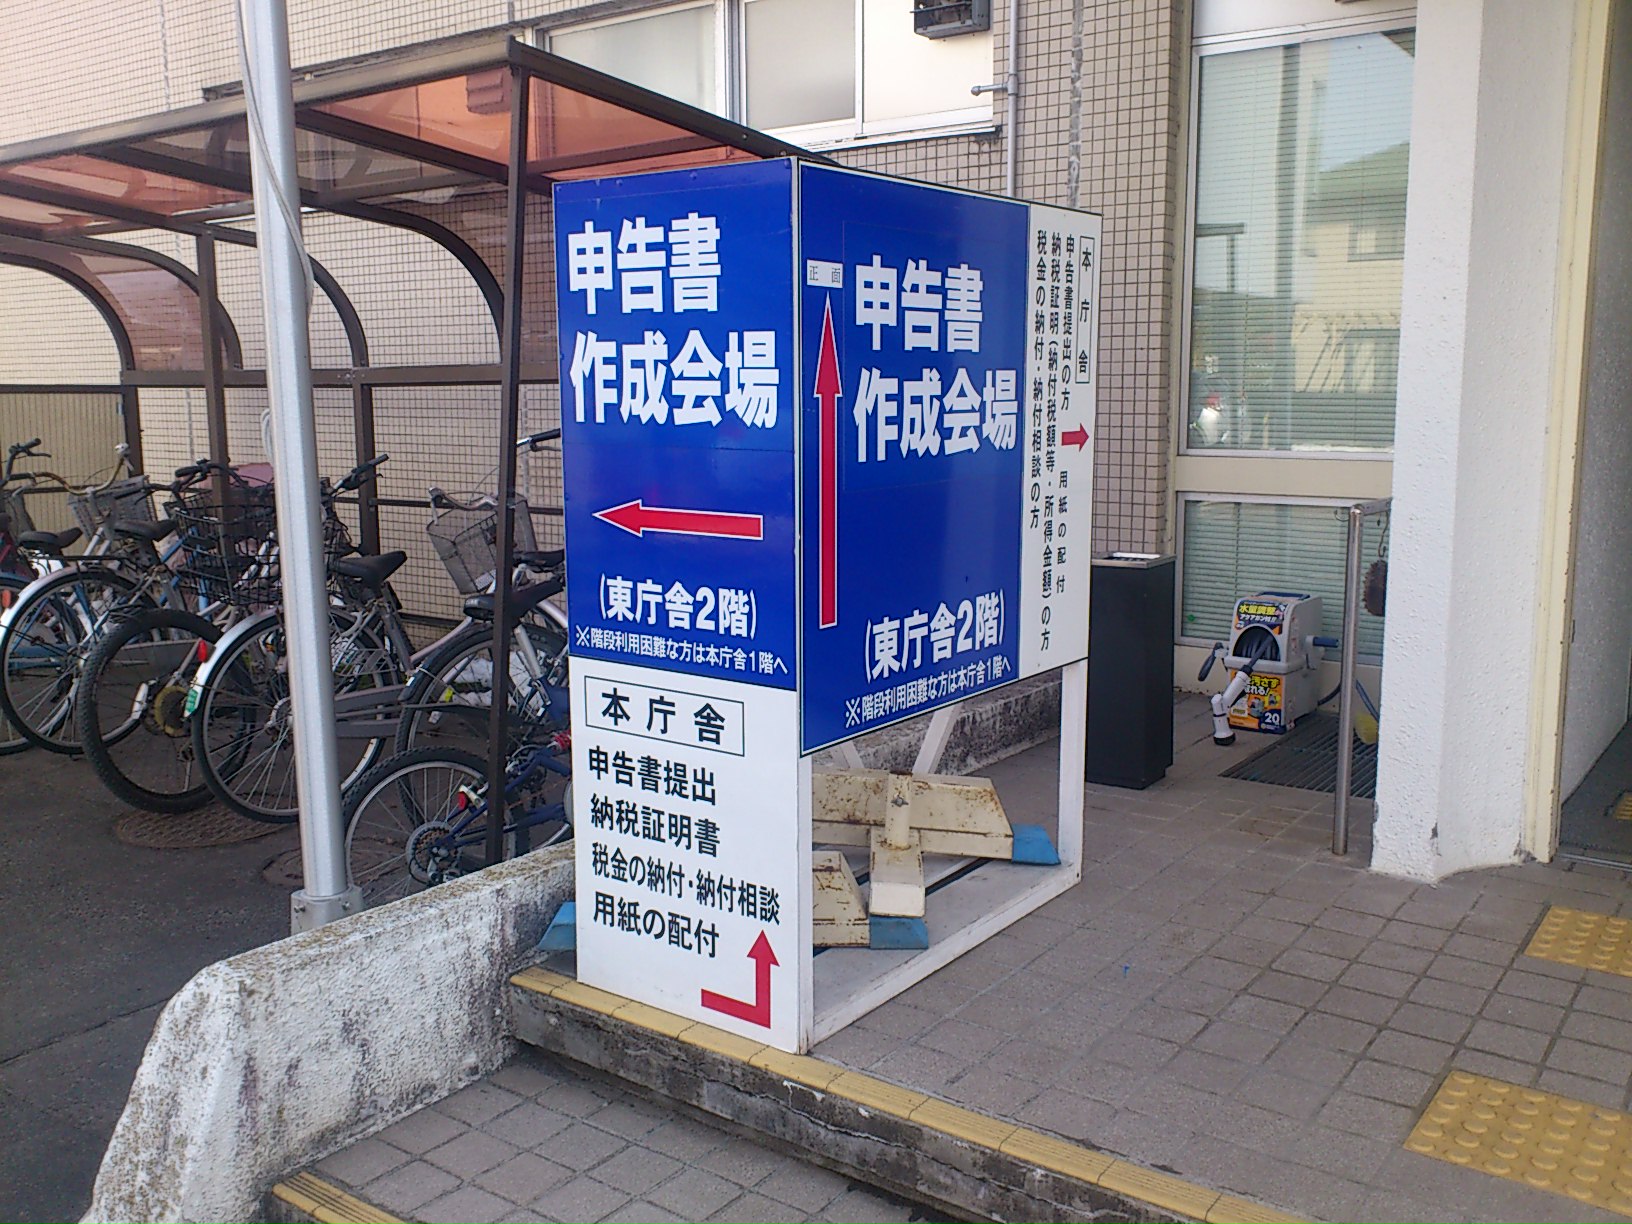 申告書
作成会場
(東庁舎2階)
※階段利用困難な方は本庁舎1階へ
本庁舎
申告書提出
納税証明書
税金の納付・納付相談
用紙の配付
正面
申告書
作成会場
(東庁舎2階)
※階段利用困難な方は本庁舎1階へ
本庁舎
申告書提出の方 用紙の配付
納税証明(納付税額等・所得金額)の方
税金の納付・納付相談の方
水量調整
20